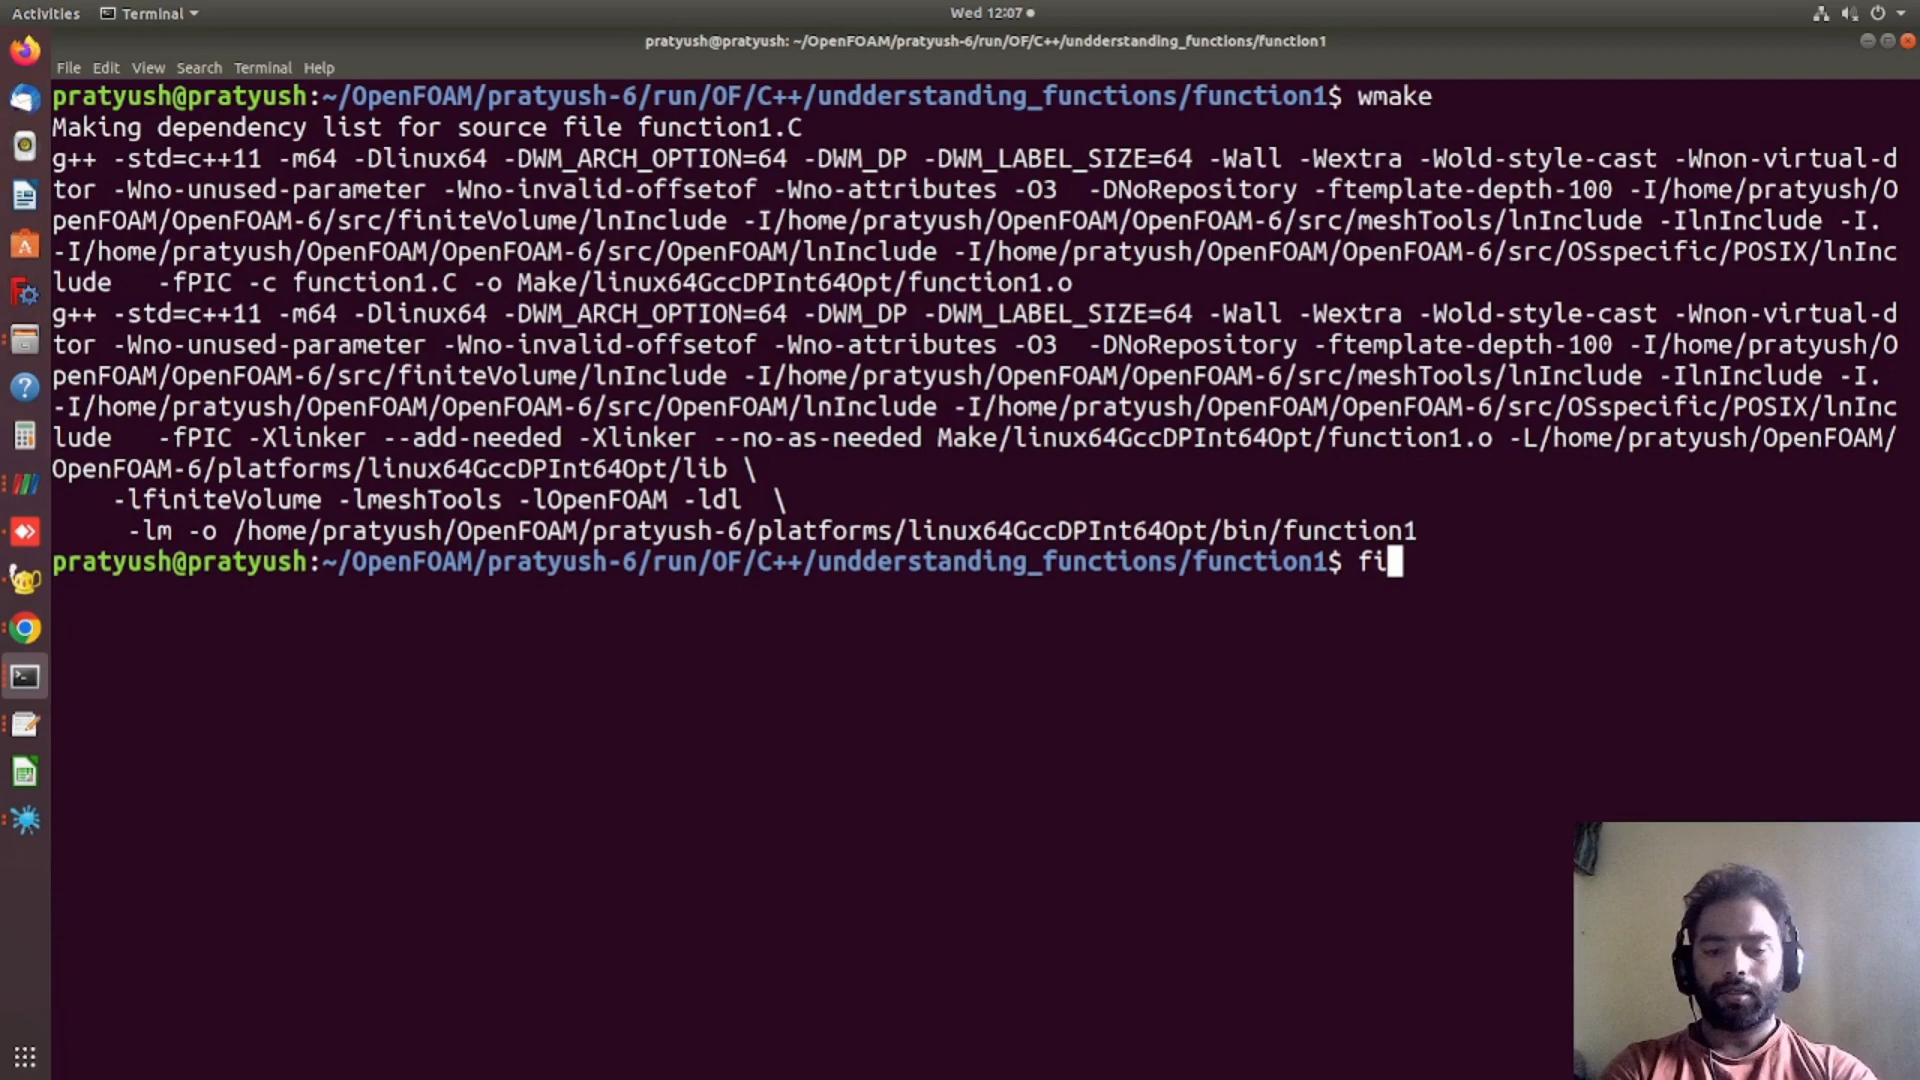 Activities Terminal Wed 12:07
pratyush@pratyush: ~/OpenFOAM/pratyush-6/run/OF/C++/undderstanding_functions/function1
File Edit View Search Terminal Help
pratyush@pratyush:~/OpenFOAM/pratyush-6/run/OF/C++/undderstanding_functions/function1$ wmake
Making dependency list for source file function1.C
g++ -std=c++11 -m64 -Dlinux64 -DWM_ARCH_OPTION=64 -DWM_DP -DWM_LABEL_SIZE=64 -Wall -Wextra -Wold-style-cast -Wnon-virtual-d
tor -Wno-unused-parameter -Wno-invalid-offsetof -Wno-attributes -O3  -DNoRepository -ftemplate-depth-100 -I/home/pratyush/O
penFOAM/OpenFOAM-6/src/finiteVolume/lnInclude -I/home/pratyush/OpenFOAM/OpenFOAM-6/src/meshTools/lnInclude -IlnInclude -I.
-I/home/pratyush/OpenFOAM/OpenFOAM-6/src/OpenFOAM/lnInclude -I/home/pratyush/OpenFOAM/OpenFOAM-6/src/OSspecific/POSIX/lnInc
lude   -fPIC -c function1.C -o Make/linux64GccDPInt64Opt/function1.o
g++ -std=c++11 -m64 -Dlinux64 -DWM_ARCH_OPTION=64 -DWM_DP -DWM_LABEL_SIZE=64 -Wall -Wextra -Wold-style-cast -Wnon-virtual-d
tor -Wno-unused-parameter -Wno-invalid-offsetof -Wno-attributes -O3  -DNoRepository -ftemplate-depth-100 -I/home/pratyush/O
penFOAM/OpenFOAM-6/src/finiteVolume/lnInclude -I/home/pratyush/OpenFOAM/OpenFOAM-6/src/meshTools/lnInclude -IlnInclude -I.
-I/home/pratyush/OpenFOAM/OpenFOAM-6/src/OpenFOAM/lnInclude -I/home/pratyush/OpenFOAM/OpenFOAM-6/src/OSspecific/POSIX/lnInc
lude   -fPIC -Xlinker --add-needed -Xlinker --no-as-needed Make/linux64GccDPInt64Opt/function1.o -L/home/pratyush/OpenFOAM/
OpenFOAM-6/platforms/linux64GccDPInt64Opt/lib \
    -lfiniteVolume -lmeshTools -lOpenFOAM -ldl  \
     -lm -o /home/pratyush/OpenFOAM/pratyush-6/platforms/linux64GccDPInt64Opt/bin/function1
pratyush@pratyush:~/OpenFOAM/pratyush-6/run/OF/C++/undderstanding_functions/function1$ fi